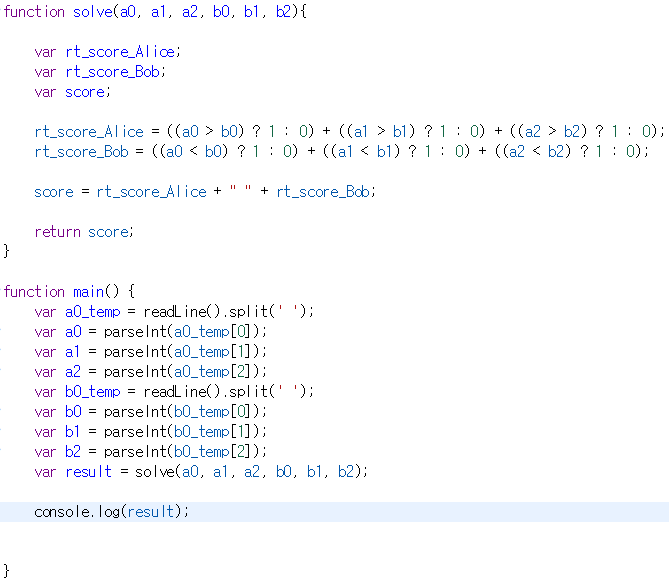 function solve(a0, a1, a2, b0, b1, b2){
var rt_score_Alice;
var rt_score_Bob;
var score;
rt_score_Alice = ((a0 > b0) ? 1 : 0) + ((a1 > b1) ? 1 : 0) + ((a2 > b2) ? 1 : 0);
rt_score_Bob = ((a0 < b0) ? 1 : 0) + ((a1 < b1) ? 1 : 0) + ((a2 < b2) ? 1 : 0);
score = rt_score_Alice + " " + rt_score_Bob;
return score;
}
function main() {
var a0_temp = readLine().split(' ');
var a0 = parseInt(a0_temp[0]);
var a1 = parseInt(a0_temp[1]);
var a2 = parseInt(a0_temp[2]);
var b0_temp = readLine().split(' ');
var b0 = parseInt(b0_temp[0]);
var b1 = parseInt(b0_temp[1]);
var b2 = parseInt(b0_temp[2]);
var result = solve(a0, a1, a2, b0, b1, b2);
console.log(result);
}